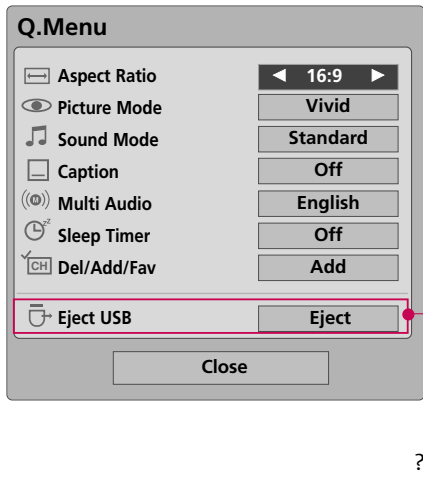 Q.Menu
Aspect Ratio ◀ 16:9 ▶
Picture Mode Vivid
Sound Mode Standard
Caption Off
Multi Audio English
Sleep Timer Off
CH Del/Add/Fav Add
Eject USB Eject
Close
?